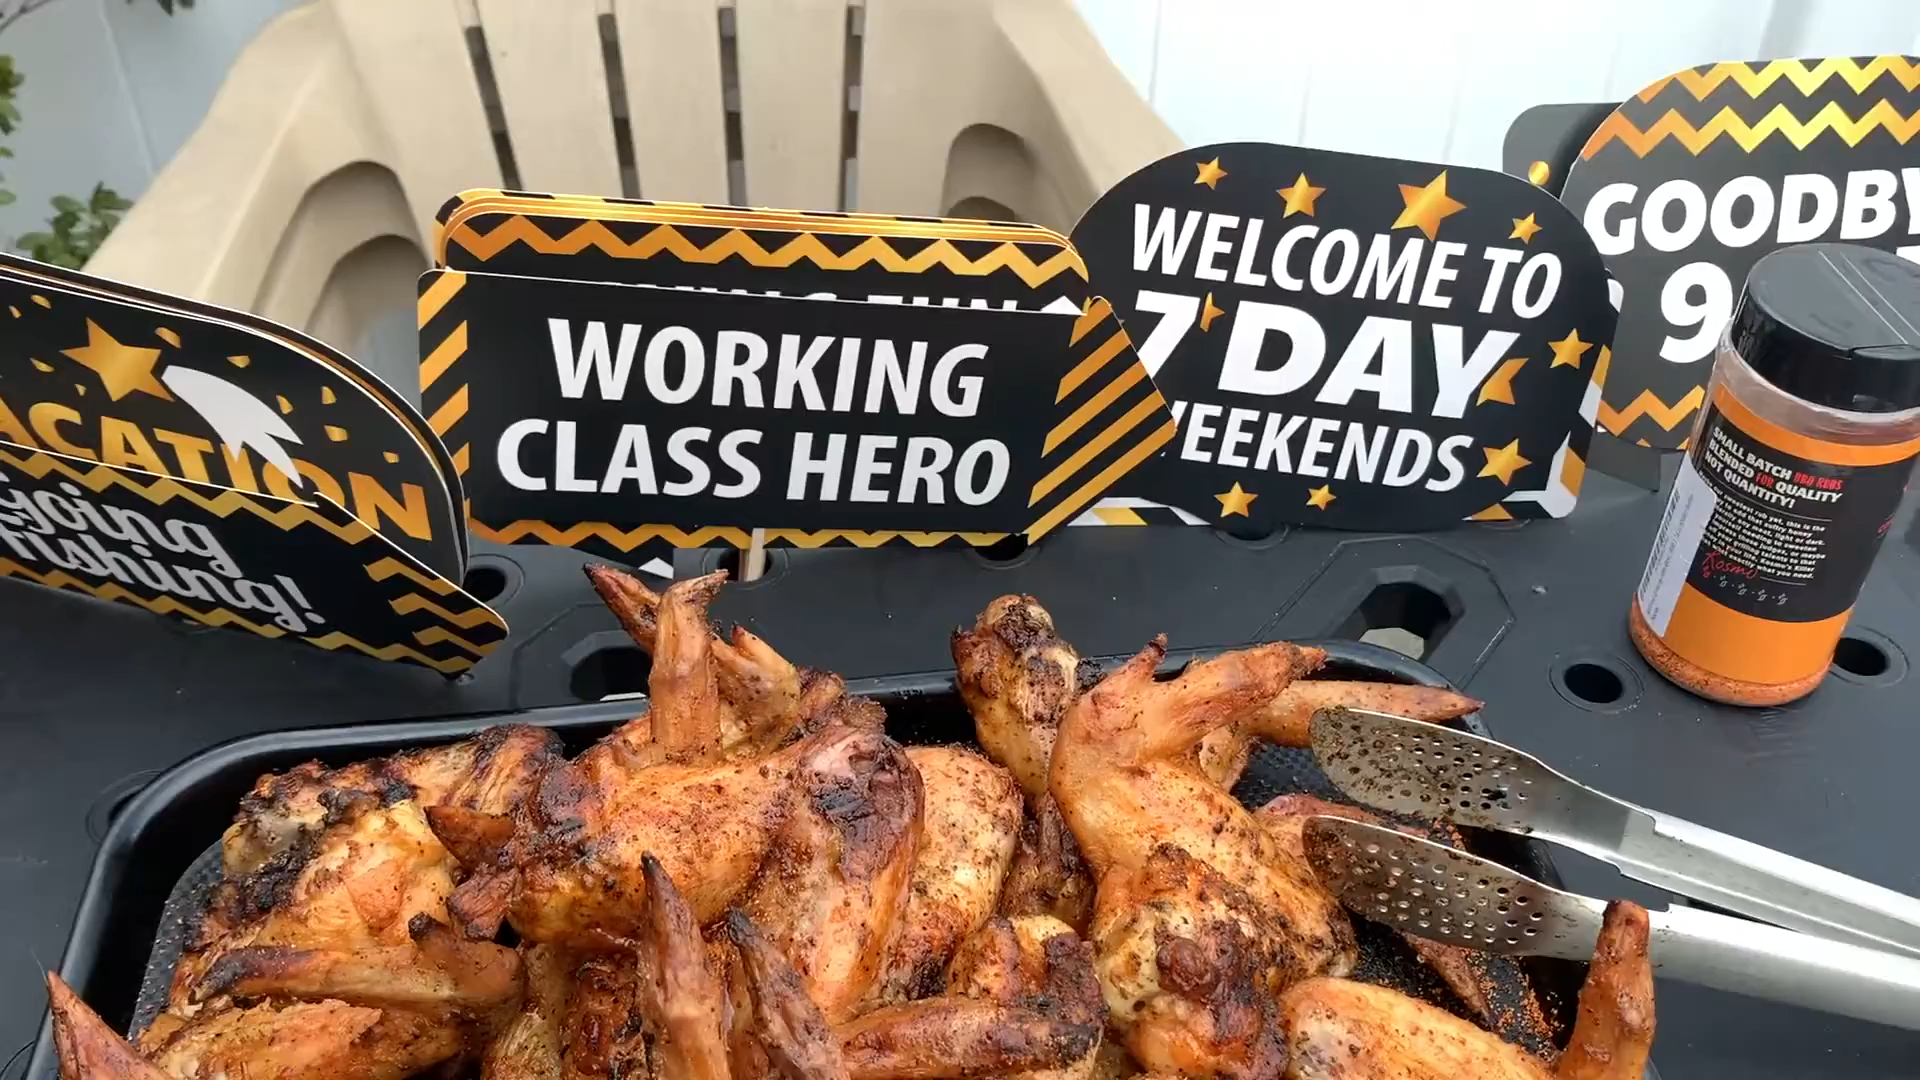 ACATION
Going
fishing!
WORKING
CLASS HERO
WELCOME TO
7 DAY
WEEKENDS
GOODBY
9
SMALL BATCH BBQ RUBS
BLENDED FOR QUALITY
NOT QUANTITY!
Kosmo